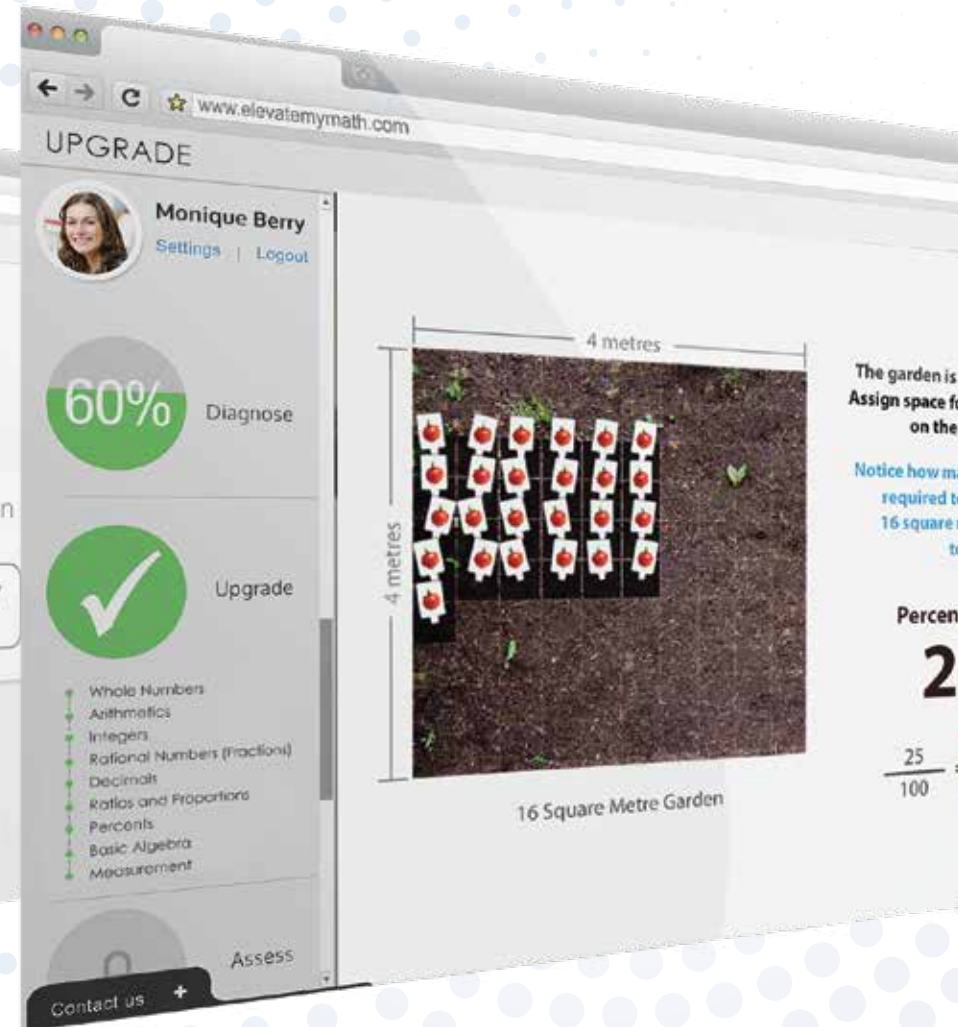 www.elevatemymath.com
UPGRADE
Monique Berry
Settings | Logout
60%
Diagnose
Upgrade
Whole Numbers
Arithmatics
Integers
Rational Numbers (Fractions)
Decimals
Ratios and Proportions
Percents
Basic Algebra
Measurement
Assess
Contact us +
4 metres
4 metres
16 Square Metre Garden
The garden is
Assign space
on the
Notice how
required
16 square
2
25
100
n